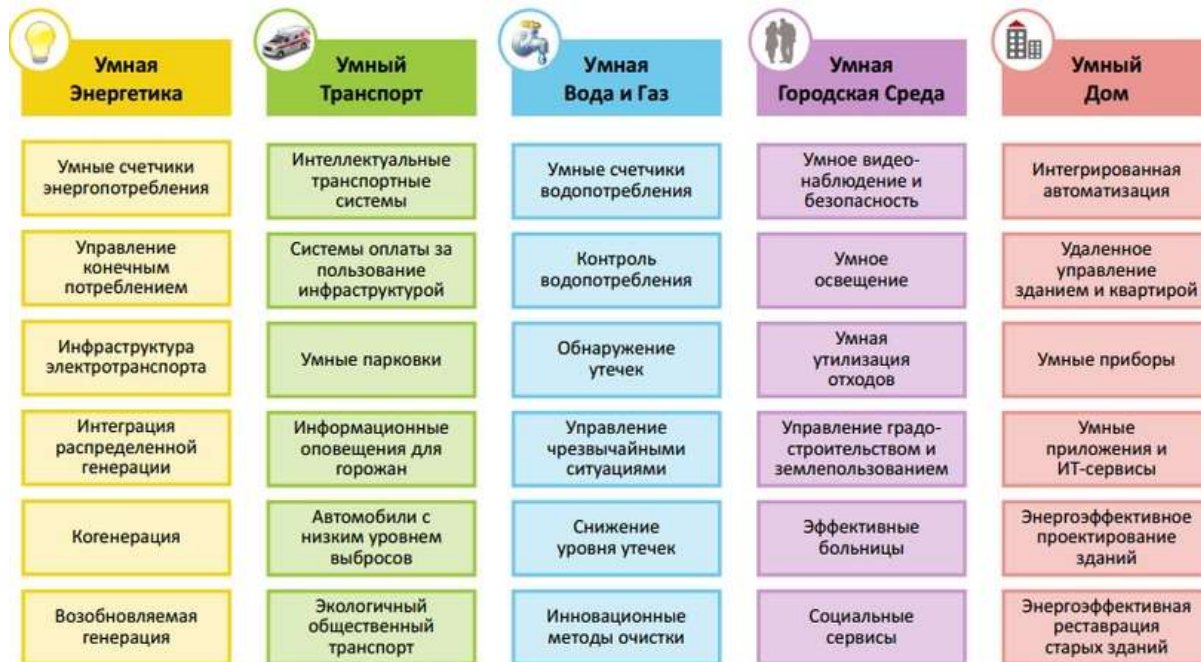 Умная
Энергетика
Умный
Транспорт
Умная
Вода и Газ
Умная
Городская Среда
Умный
Дом
Умные счетчики
энергопотребления
Интеллектуальные
транспортные
системы
Умные счетчики
водопотребления
Умное видео-
наблюдение и
безопасность
Интегрированная
автоматизация
Управление
конечным
потреблением
Системы оплаты за
пользование
инфраструктурой
Контроль
водопотребления
Умное
освещение
Удаленное
управление
зданием и квартирой
Инфраструктура
электротранспорта
Умные парковки
Обнаружение
утечек
Умная
утилизация
отходов
Умные приборы
Интеграция
распределенной
генерации
Информационные
оповещения для
горожан
Управление
чрезвычайными
ситуациями
Управление градо-
строительством и
землепользованием
Умные
приложения и
ИТ-сервисы
Когенерация
Автомобили с
низким уровнем
выбросов
Снижение
уровня утечек
Эффективные
больницы
Энергоэффективное
проектирование
зданий
Возобновляемая
генерация
Экологичный
общественный
транспорт
Инновационные
методы очистки
Социальные
сервисы
Энергоэффективная
реставрация
старых зданий